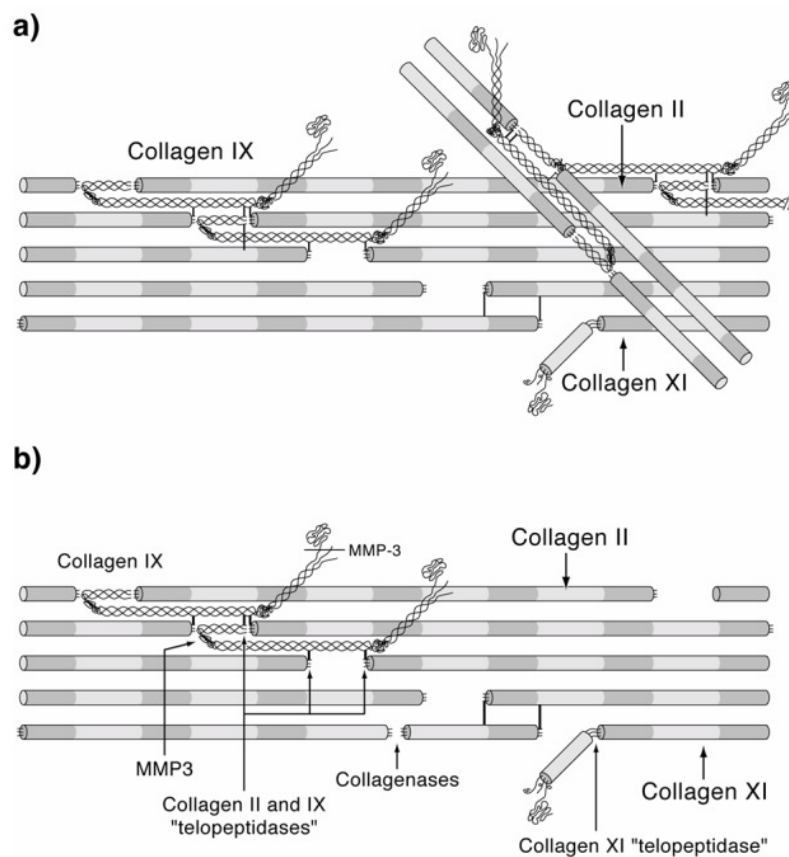 a)
Collagen II
Collagen IX
Collagen XI
b)
Collagen II
MMP-3
Collagen IX
MMP3
Collagenases
Collagen XI
Collagen II and IX
"telopeptidases"
Collagen XI "telopeptidase"